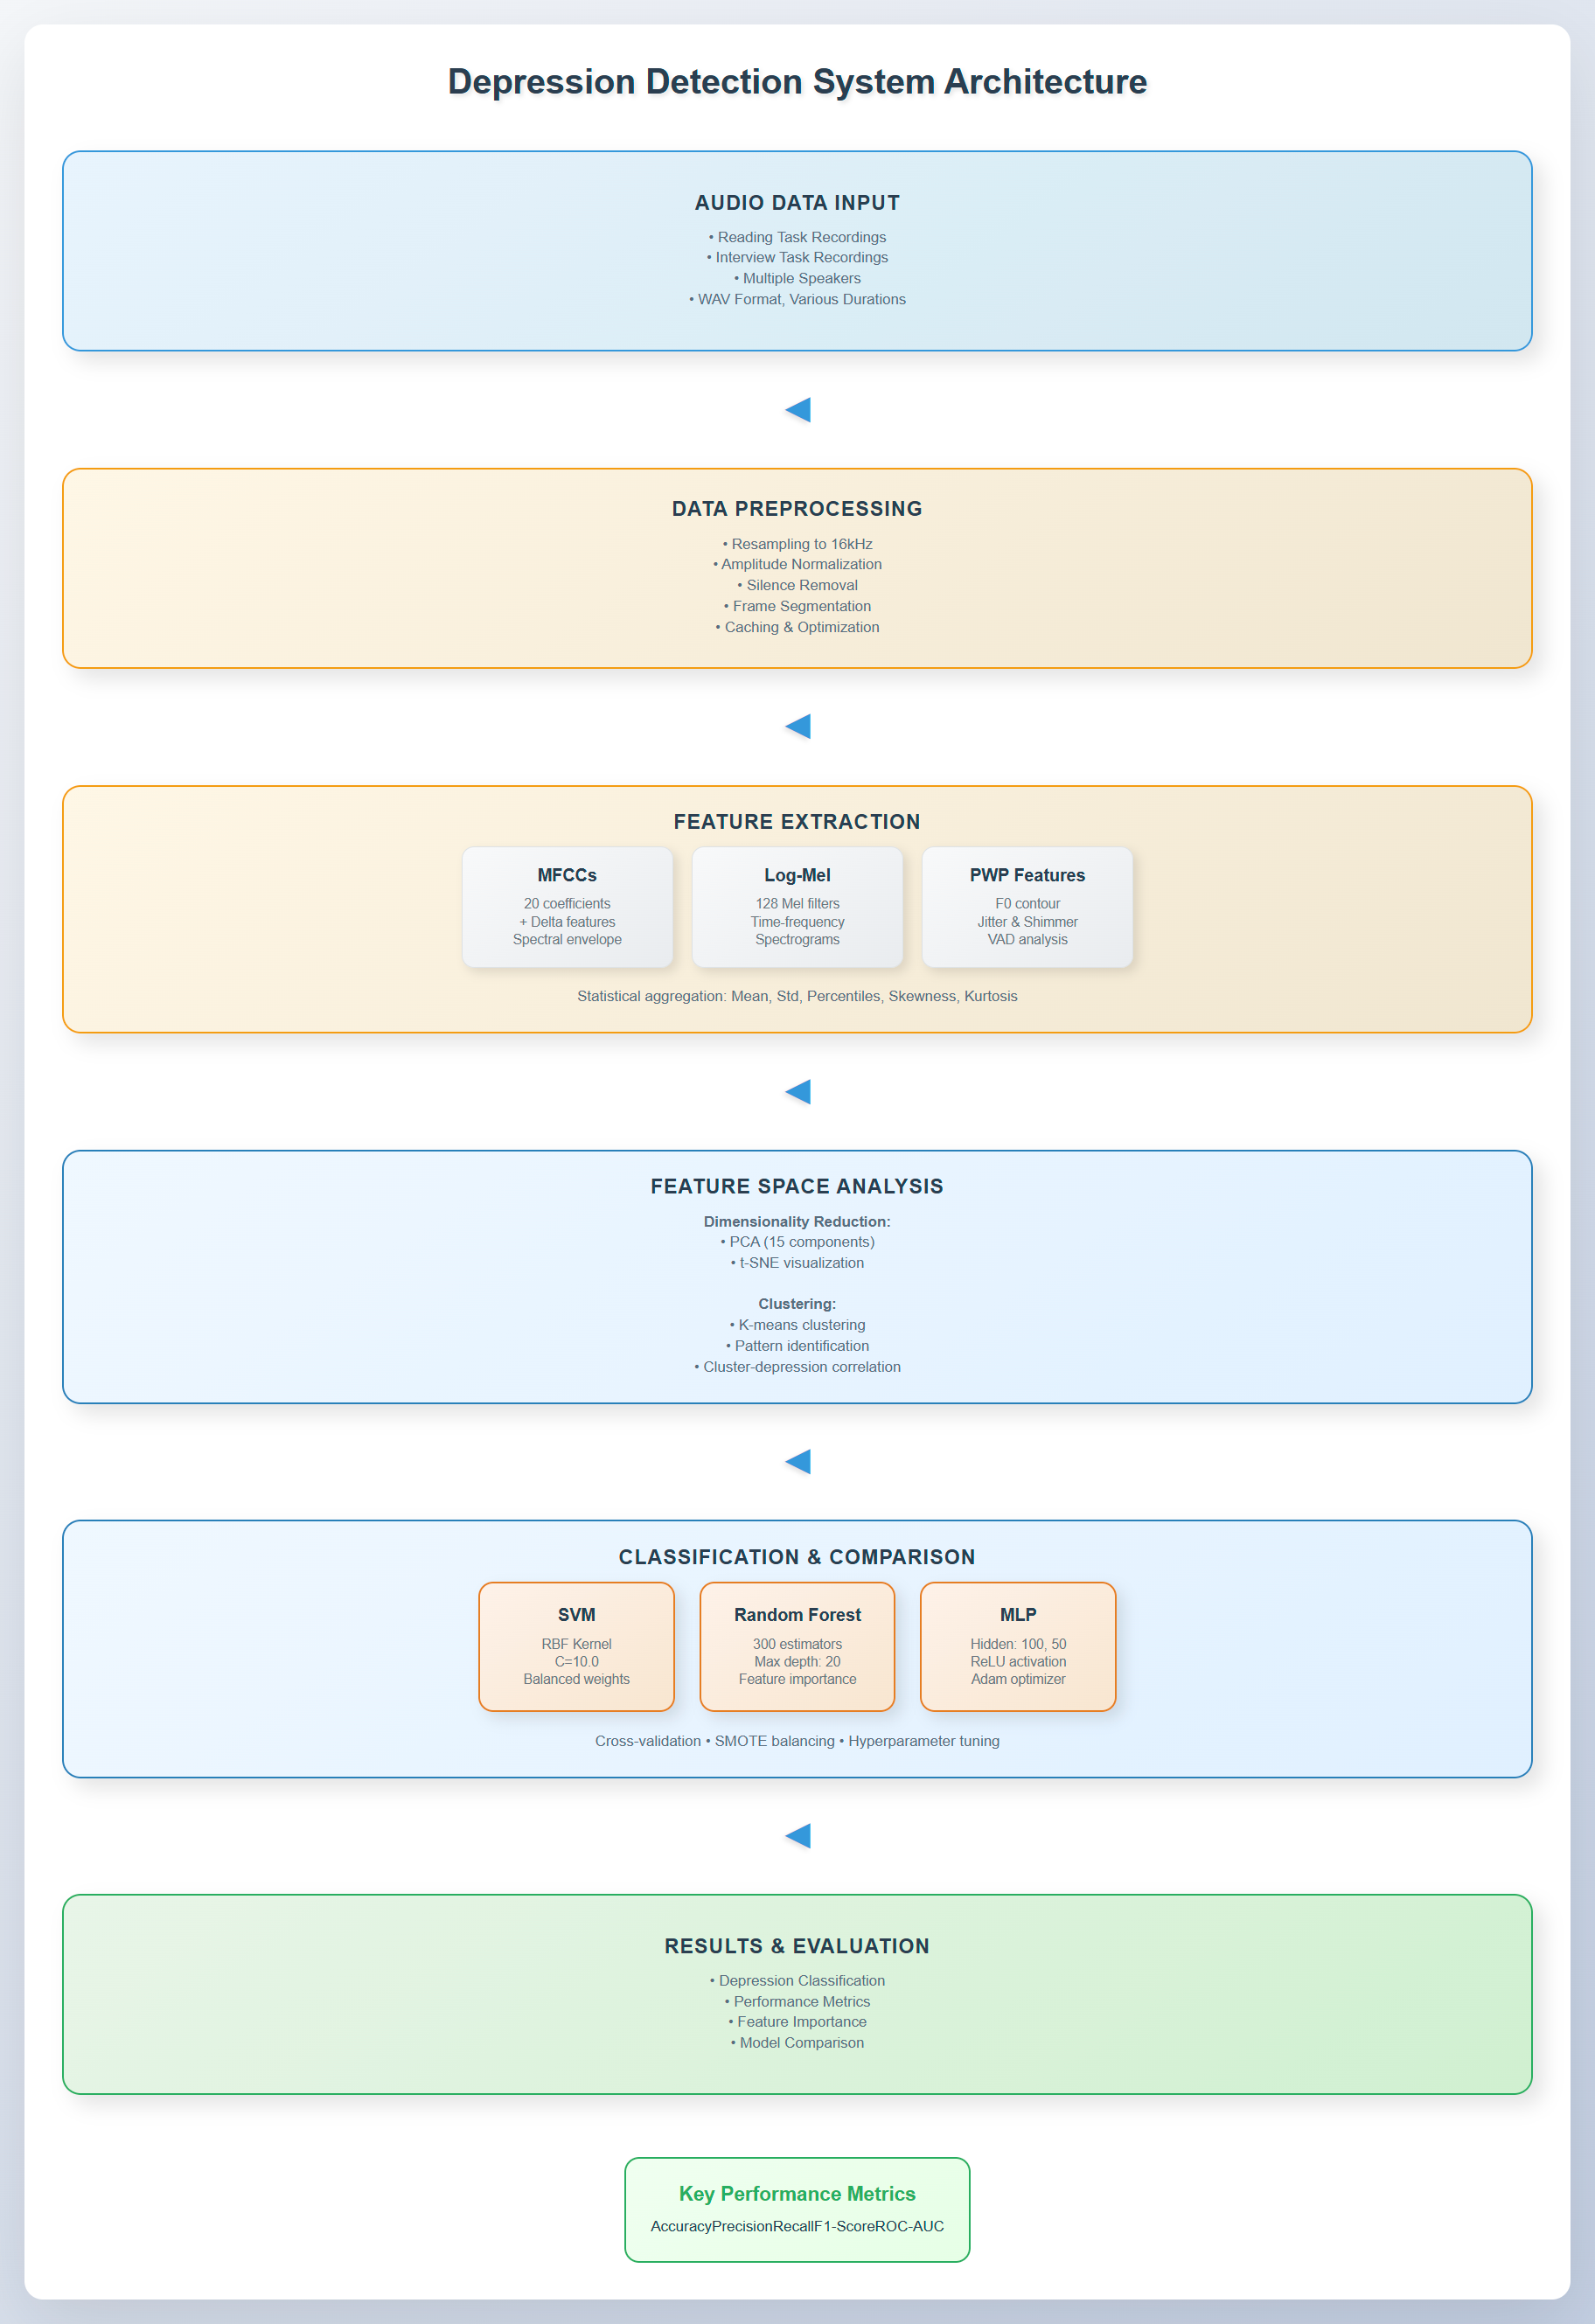 Depression Detection System Architecture
AUDIO DATA INPUT
• Reading Task Recordings
• Interview Task Recordings
• Multiple Speakers
• WAV Format, Various Durations
DATA PREPROCESSING
• Resampling to 16kHz
• Amplitude Normalization
• Silence Removal
• Frame Segmentation
• Caching & Optimization
FEATURE EXTRACTION
MFCCs
20 coefficients
+ Delta features
Spectral envelope
Log-Mel
128 Mel filters
Time-frequency
Spectrograms
PWP Features
F0 contour
Jitter & Shimmer
VAD analysis
Statistical aggregation: Mean, Std, Percentiles, Skewness, Kurtosis
FEATURE SPACE ANALYSIS
Dimensionality Reduction:
• PCA (15 components)
• t-SNE visualization
Clustering:
• K-means clustering
• Pattern identification
• Cluster-depression correlation
CLASSIFICATION & COMPARISON
SVM
RBF Kernel
C=10.0
Balanced weights
Random Forest
300 estimators
Max depth: 20
Feature importance
MLP
Hidden: 100, 50
ReLU activation
Adam optimizer
Cross-validation • SMOTE balancing • Hyperparameter tuning
RESULTS & EVALUATION
• Depression Classification
• Performance Metrics
• Feature Importance
• Model Comparison
Key Performance Metrics
AccuracyPrecisionRecallF1-ScoreROC-AUC